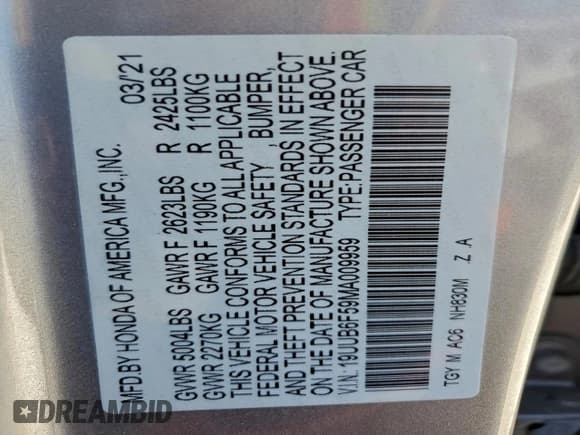 MFD.BY HONDA OF AMERICA MFG.,INC. 03/'21
GVWR 5004LBS GAWR F 2623LBS R 2425LBS
GVWR 2270KG GAWR F 1190KG R 1100KG
THIS VEHICLE CONFORMS TO ALL APPLICABLE
FEDERAL MOTOR VEHICLE SAFETY , BUMPER,
AND THEFT PREVENTION STANDARDS IN EFFECT
ON THE DATE OF MANUFACTURE SHOWN ABOVE.
V.I.N: 19UUB6F59MA009969 TYPE:PASSENGER CAR
TGY M AC6 NH830M Z .A
DREAMBID